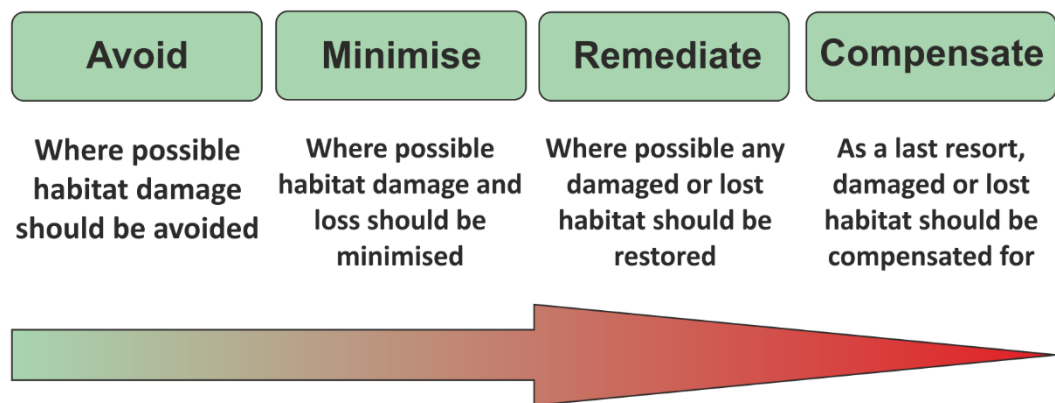 Avoid
Minimise
Remediate
Compensate
Where possible
habitat damage
should be avoided
Where possible
habitat damage and
loss should be
minimised
Where possible any
damaged or lost
habitat should be
restored
As a last resort,
damaged or lost
habitat should be
compensated for